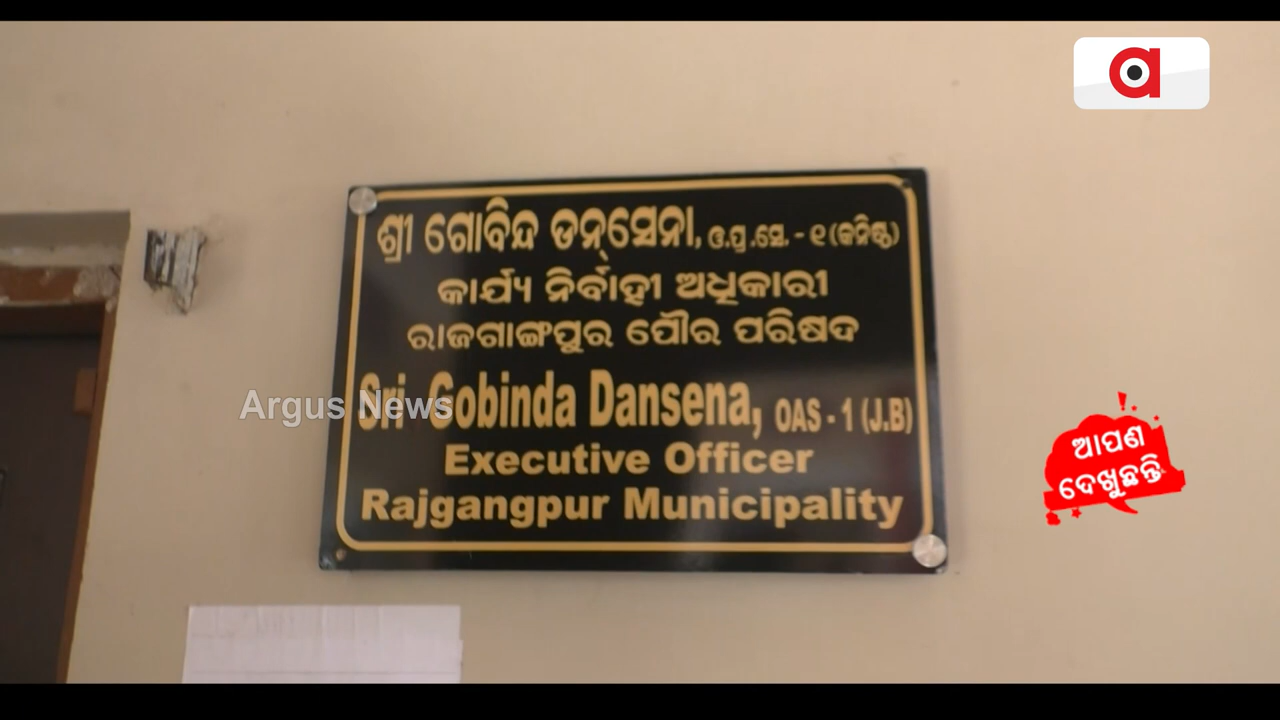 ଶ୍ରୀ ଗୋବିନ୍ଦ ଡନ୍‌ସେନା, ଓ.ପ୍ର.ସେ. - ୧ (କନିଷ୍ଠ)
କାର୍ଯ୍ୟ ନିର୍ବାହୀ ଅଧିକାରୀ
ରାଜଗାଙ୍ଗପୁର ପୌର ପରିଷଦ
Sri Gobinda Dansena, OAS - 1 (J.B)
Executive Officer
Rajgangpur Municipality
Argus News
ଆପଣ
ଦେଖୁଛନ୍ତି